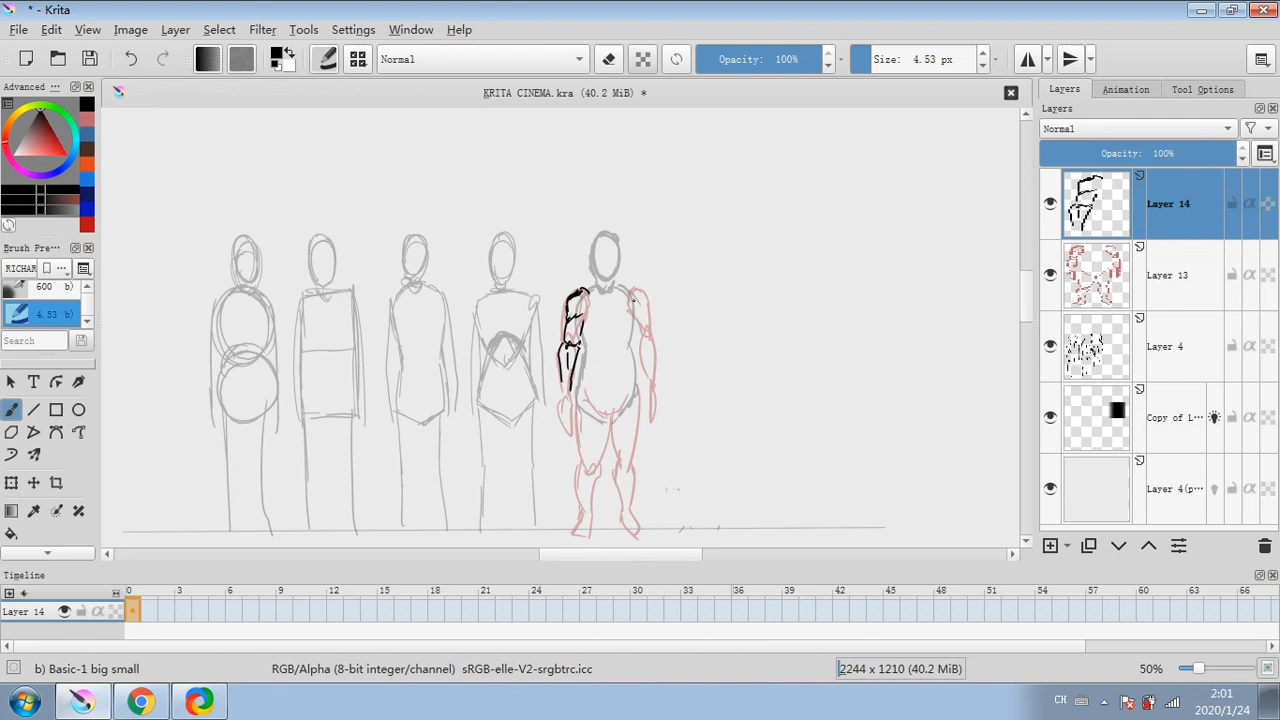 * - Krita
File Edit View Image Layer Select Filter Tools Settings Window Help
Normal
Opacity: 100%
Size: 4.53 px
Advanced ...
KRITA CINEMA.kra (40.2 MiB) *
Layers Animation Tool Options
Layers
Normal
Opacity: 100%
Layer 14
Brush Pre...
RICHAR
Layer 13
600 b)
4.53 b)
Search
Layer 4
Copy of L...
Layer 4(p...
Timeline
0 3 6 9 12 15 18 21 24 27 30 33 36 39 42 45 48 51 54 57 60 63 66
Layer 14
b) Basic-1 big small
RGB/Alpha (8-bit integer/channel) sRGB-elle-V2-srgbtrc.icc
2244 x 1210 (40.2 MiB)
50%
CH
2:01
2020/1/24